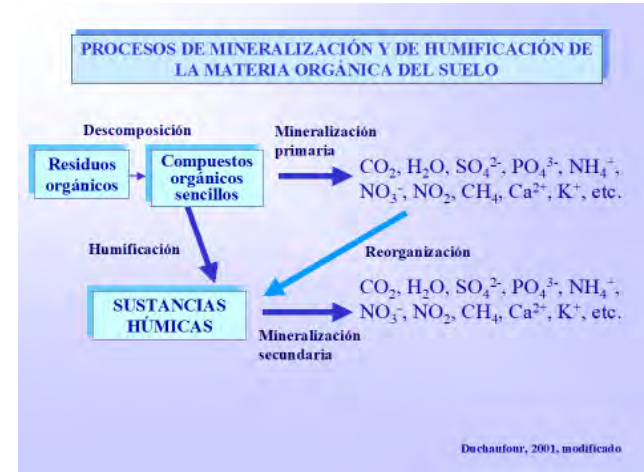 PROCESOS DE MINERALIZACIÓN Y DE HUMIFICACIÓN DE
LA MATERIA ORGÁNICA DEL SUELO
Descomposición
Mineralización
primaria
Residuos
orgánicos
Compuestos
orgánicos
sencillos
CO₂, H₂O, SO₄²⁻, PO₄³⁻, NH₄⁺,
NO₃⁻, NO₂, CH₄, Ca²⁺, K⁺, etc.
Humificación
Reorganización
SUSTANCIAS
HÚMICAS
CO₂, H₂O, SO₄²⁻, PO₄³⁻, NH₄⁺,
NO₃⁻, NO₂, CH₄, Ca²⁺, K⁺, etc.
Mineralización
secundaria
Duchaufour, 2001, modificado